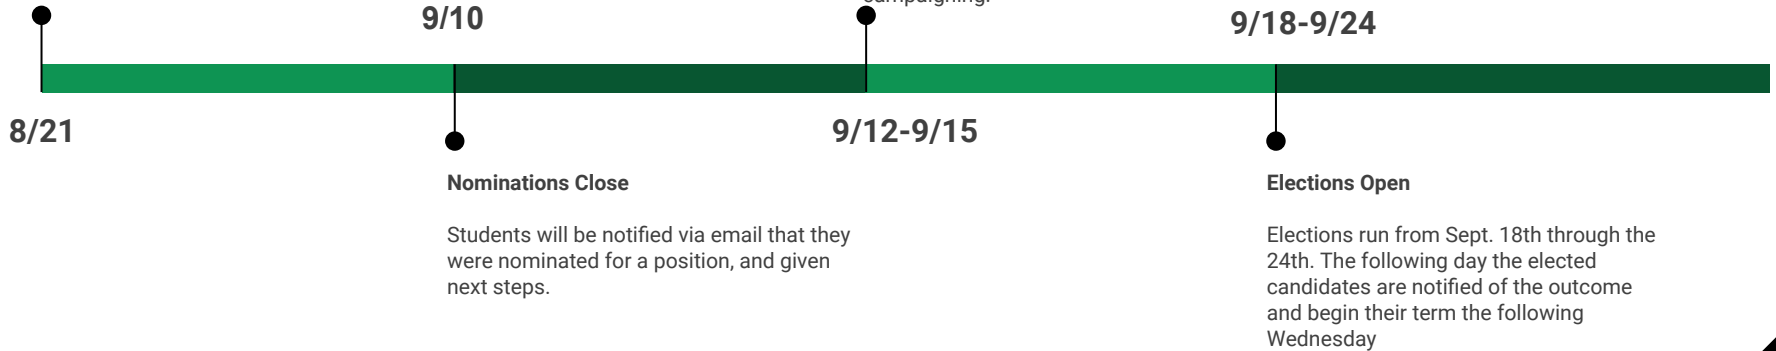 campaigning.
9/10
9/18-9/24
8/21
9/12-9/15
Nominations Close
Students will be notified via email that they
were nominated for a position, and given
next steps.
Elections Open
Elections run from Sept. 18th through the
24th. The following day the elected
candidates are notified of the outcome
and begin their term the following
Wednesday